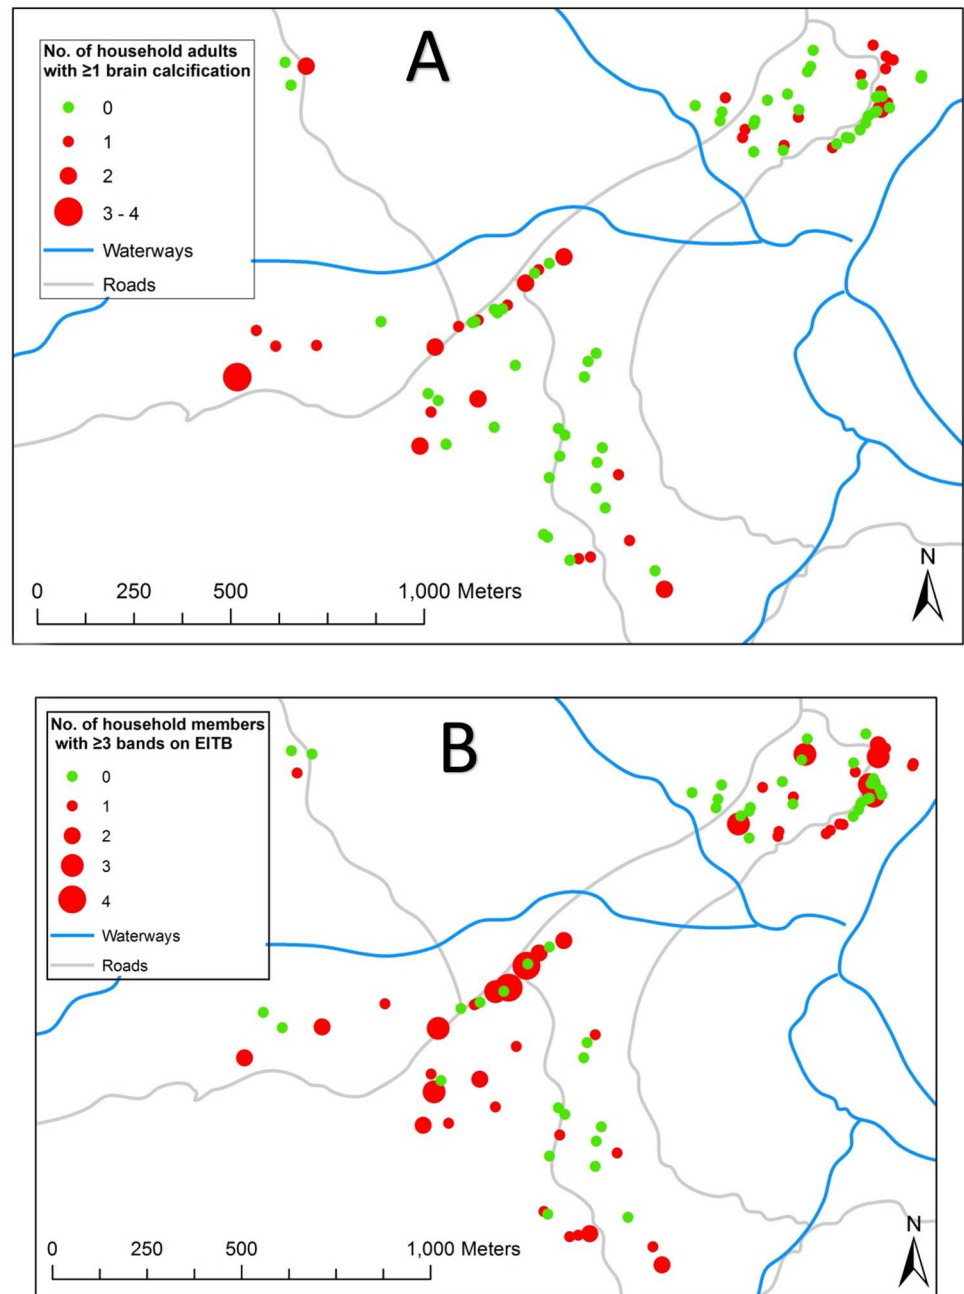 A
No. of household adults
with ≥1 brain calcification
0
1
2
3 - 4
Waterways
Roads
N
0 250 500 1,000 Meters
B
No. of household members
with ≥3 bands on EITB
0
1
2
3
4
Waterways
Roads
N
0 250 500 1,000 Meters